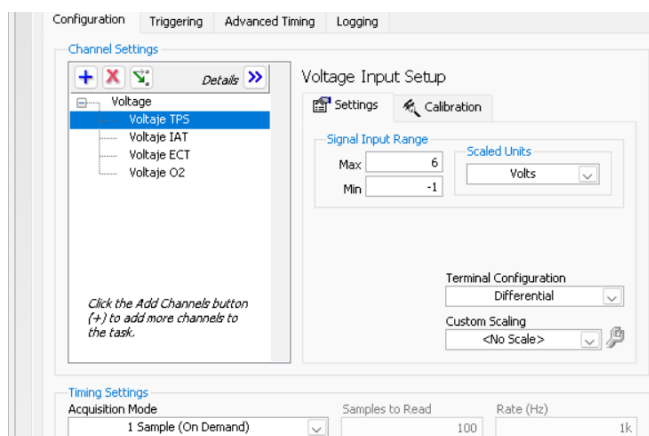 Configuration Triggering Advanced Timing Logging
Channel Settings
Details
Voltage
Voltaje TPS
Voltaje IAT
Voltaje ECT
Voltaje O2
Click the Add Channels button
(+) to add more channels to
the task.
Voltage Input Setup
Settings Calibration
Signal Input Range
Max 6
Min -1
Scaled Units
Volts
Terminal Configuration
Differential
Custom Scaling
<No Scale>
Timing Settings
Acquisition Mode Samples to Read Rate (Hz)
1 Sample (On Demand) 100 1k